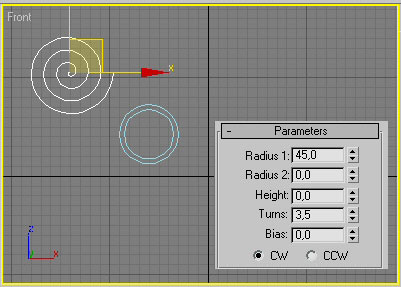 Front
x
z
x
- Parameters
Radius 1: 45,0
Radius 2: 0,0
Height: 0,0
Turns: 3,5
Bias: 0,0
CW CCW